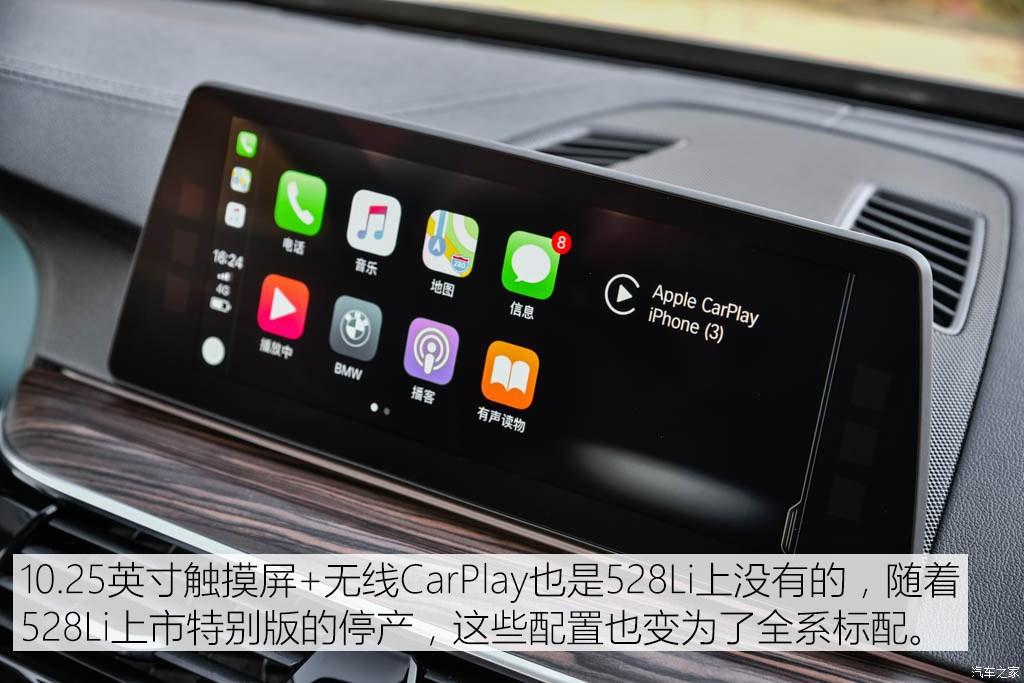 16:24
4G
电话
音乐
地图
8
信息
280
播放中
BMW
播客
有声读物
Apple CarPlay
iPhone (3)
10.25英寸触摸屏+无线CarPlay也是528Li上没有的，随着
528Li上市特别版的停产，这些配置也变为了全系标配。
汽车之家